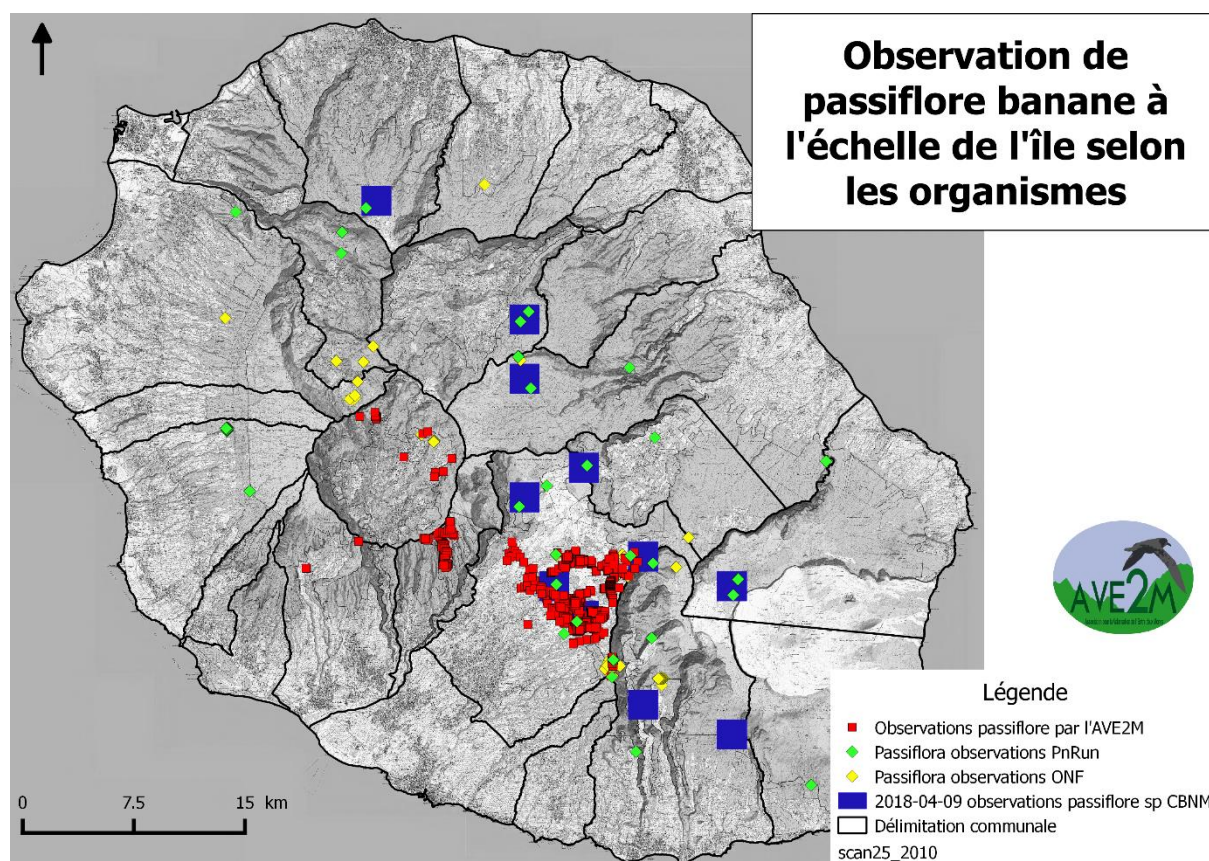 Observation de
passiflore banane à
l'échelle de l'île selon
les organismes
AVE2M
Légende
Observations passiflore par l'AVE2M
Passiflora observations PnRun
Passiflora observations ONF
2018-04-09 observations passiflore sp CBNM
Délimitation communale
scan25_2010
0 7.5 15 km